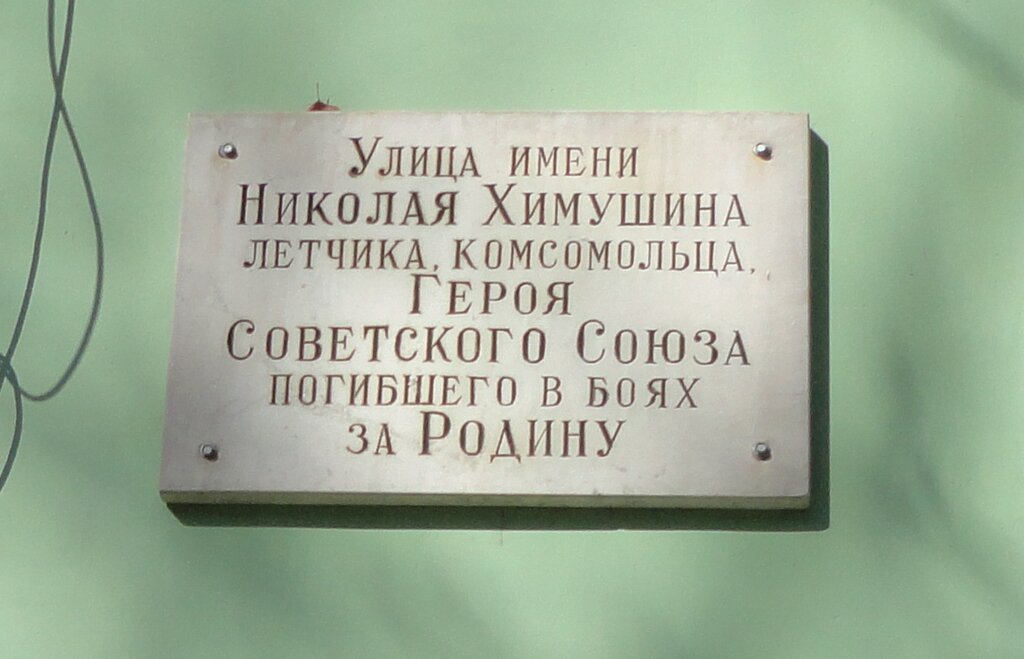 Улица имени
Николая Химушина
летчика, комсомольца,
Героя
Советского Союза
погибшего в боях
за Родину